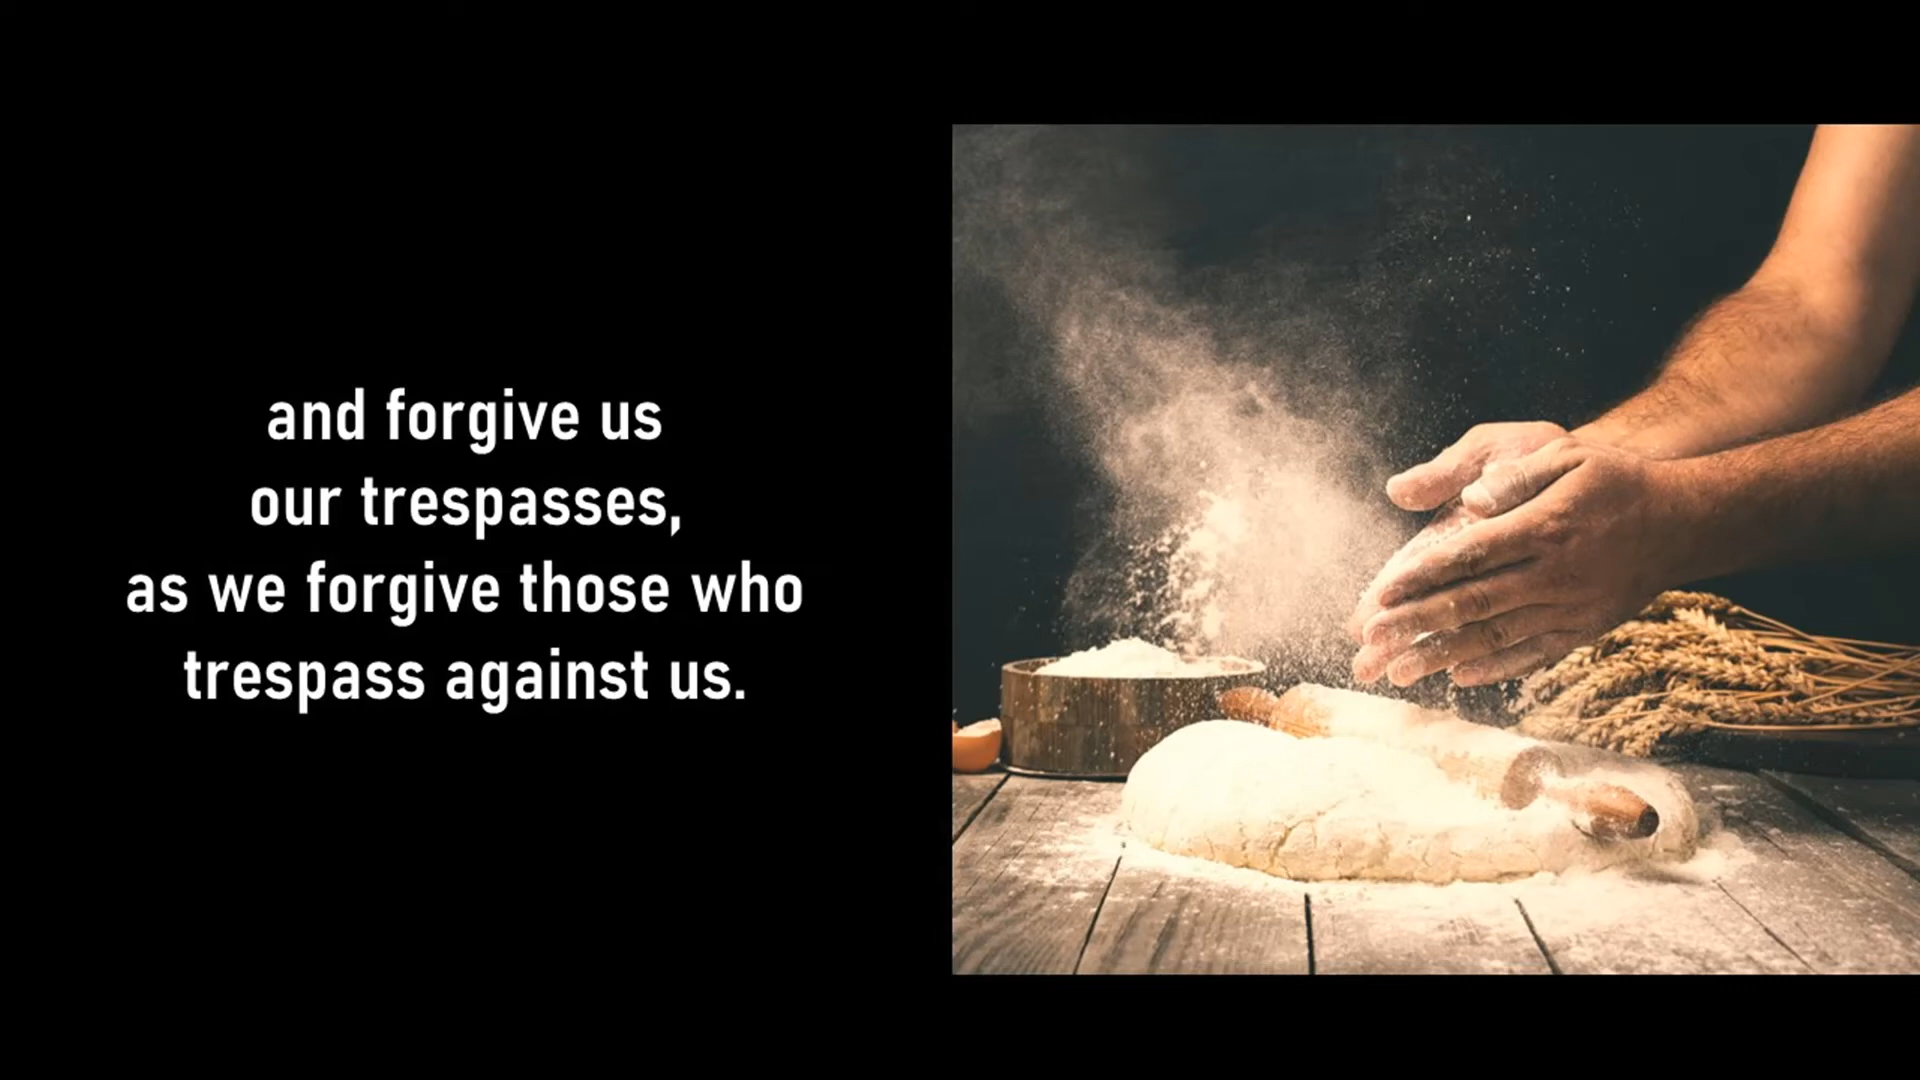 and forgive us
our trespasses,
as we forgive those who
trespass against us.